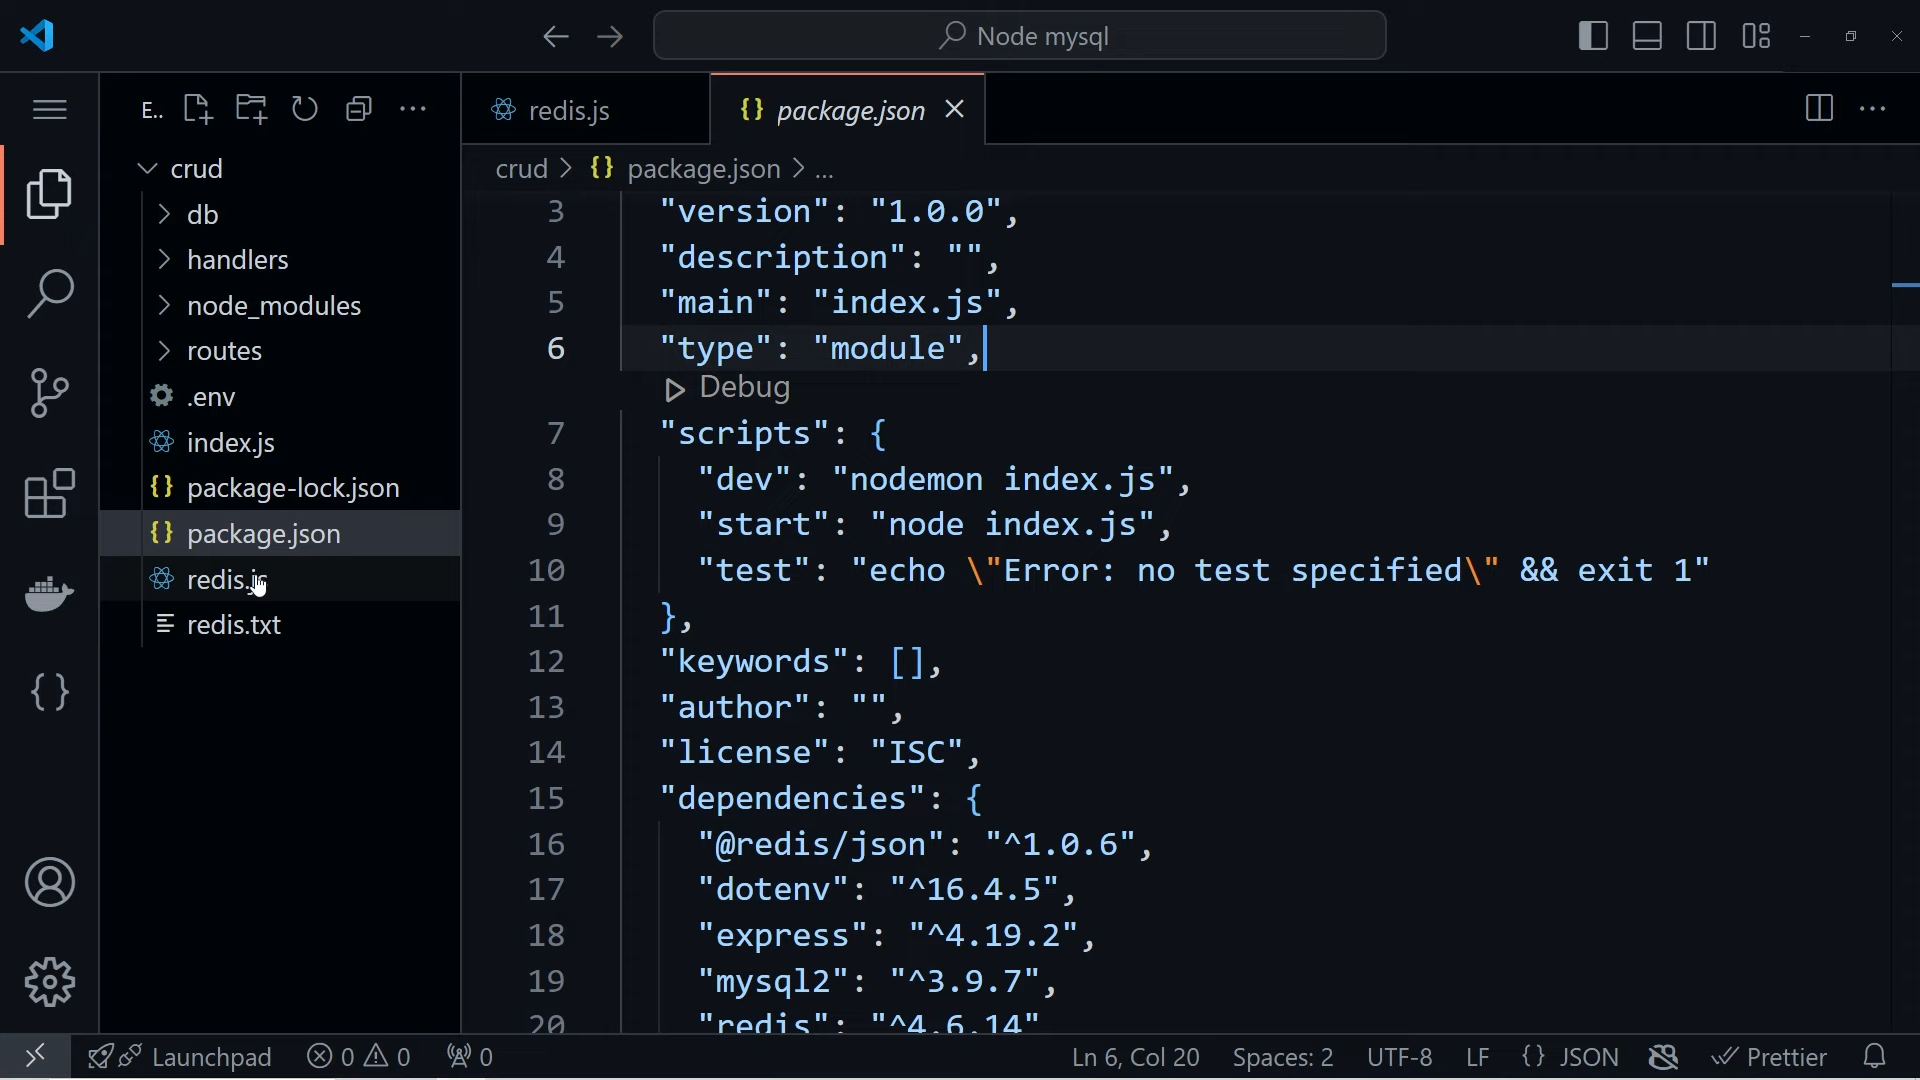 Node mysql
E..
redis.js
{} package.json
crud > {} package.json > ...
crud
db
handlers
node_modules
routes
.env
index.js
{} package-lock.json
{} package.json
redis.js
redis.txt
3 "version": "1.0.0",
4 "description": "",
5 "main": "index.js",
6 "type": "module",
Debug
7 "scripts": {
8 "dev": "nodemon index.js",
9 "start": "node index.js",
10 "test": "echo \"Error: no test specified\" && exit 1"
11 },
12 "keywords": [],
13 "author": "",
14 "license": "ISC",
15 "dependencies": {
16 "@redis/json": "^1.0.6",
17 "dotenv": "^16.4.5",
18 "express": "^4.19.2",
19 "mysql2": "^3.9.7",
20 "redis": "^4.6.14"
Launchpad 0 0 0 Ln 6, Col 20 Spaces: 2 UTF-8 LF {} JSON Prettier